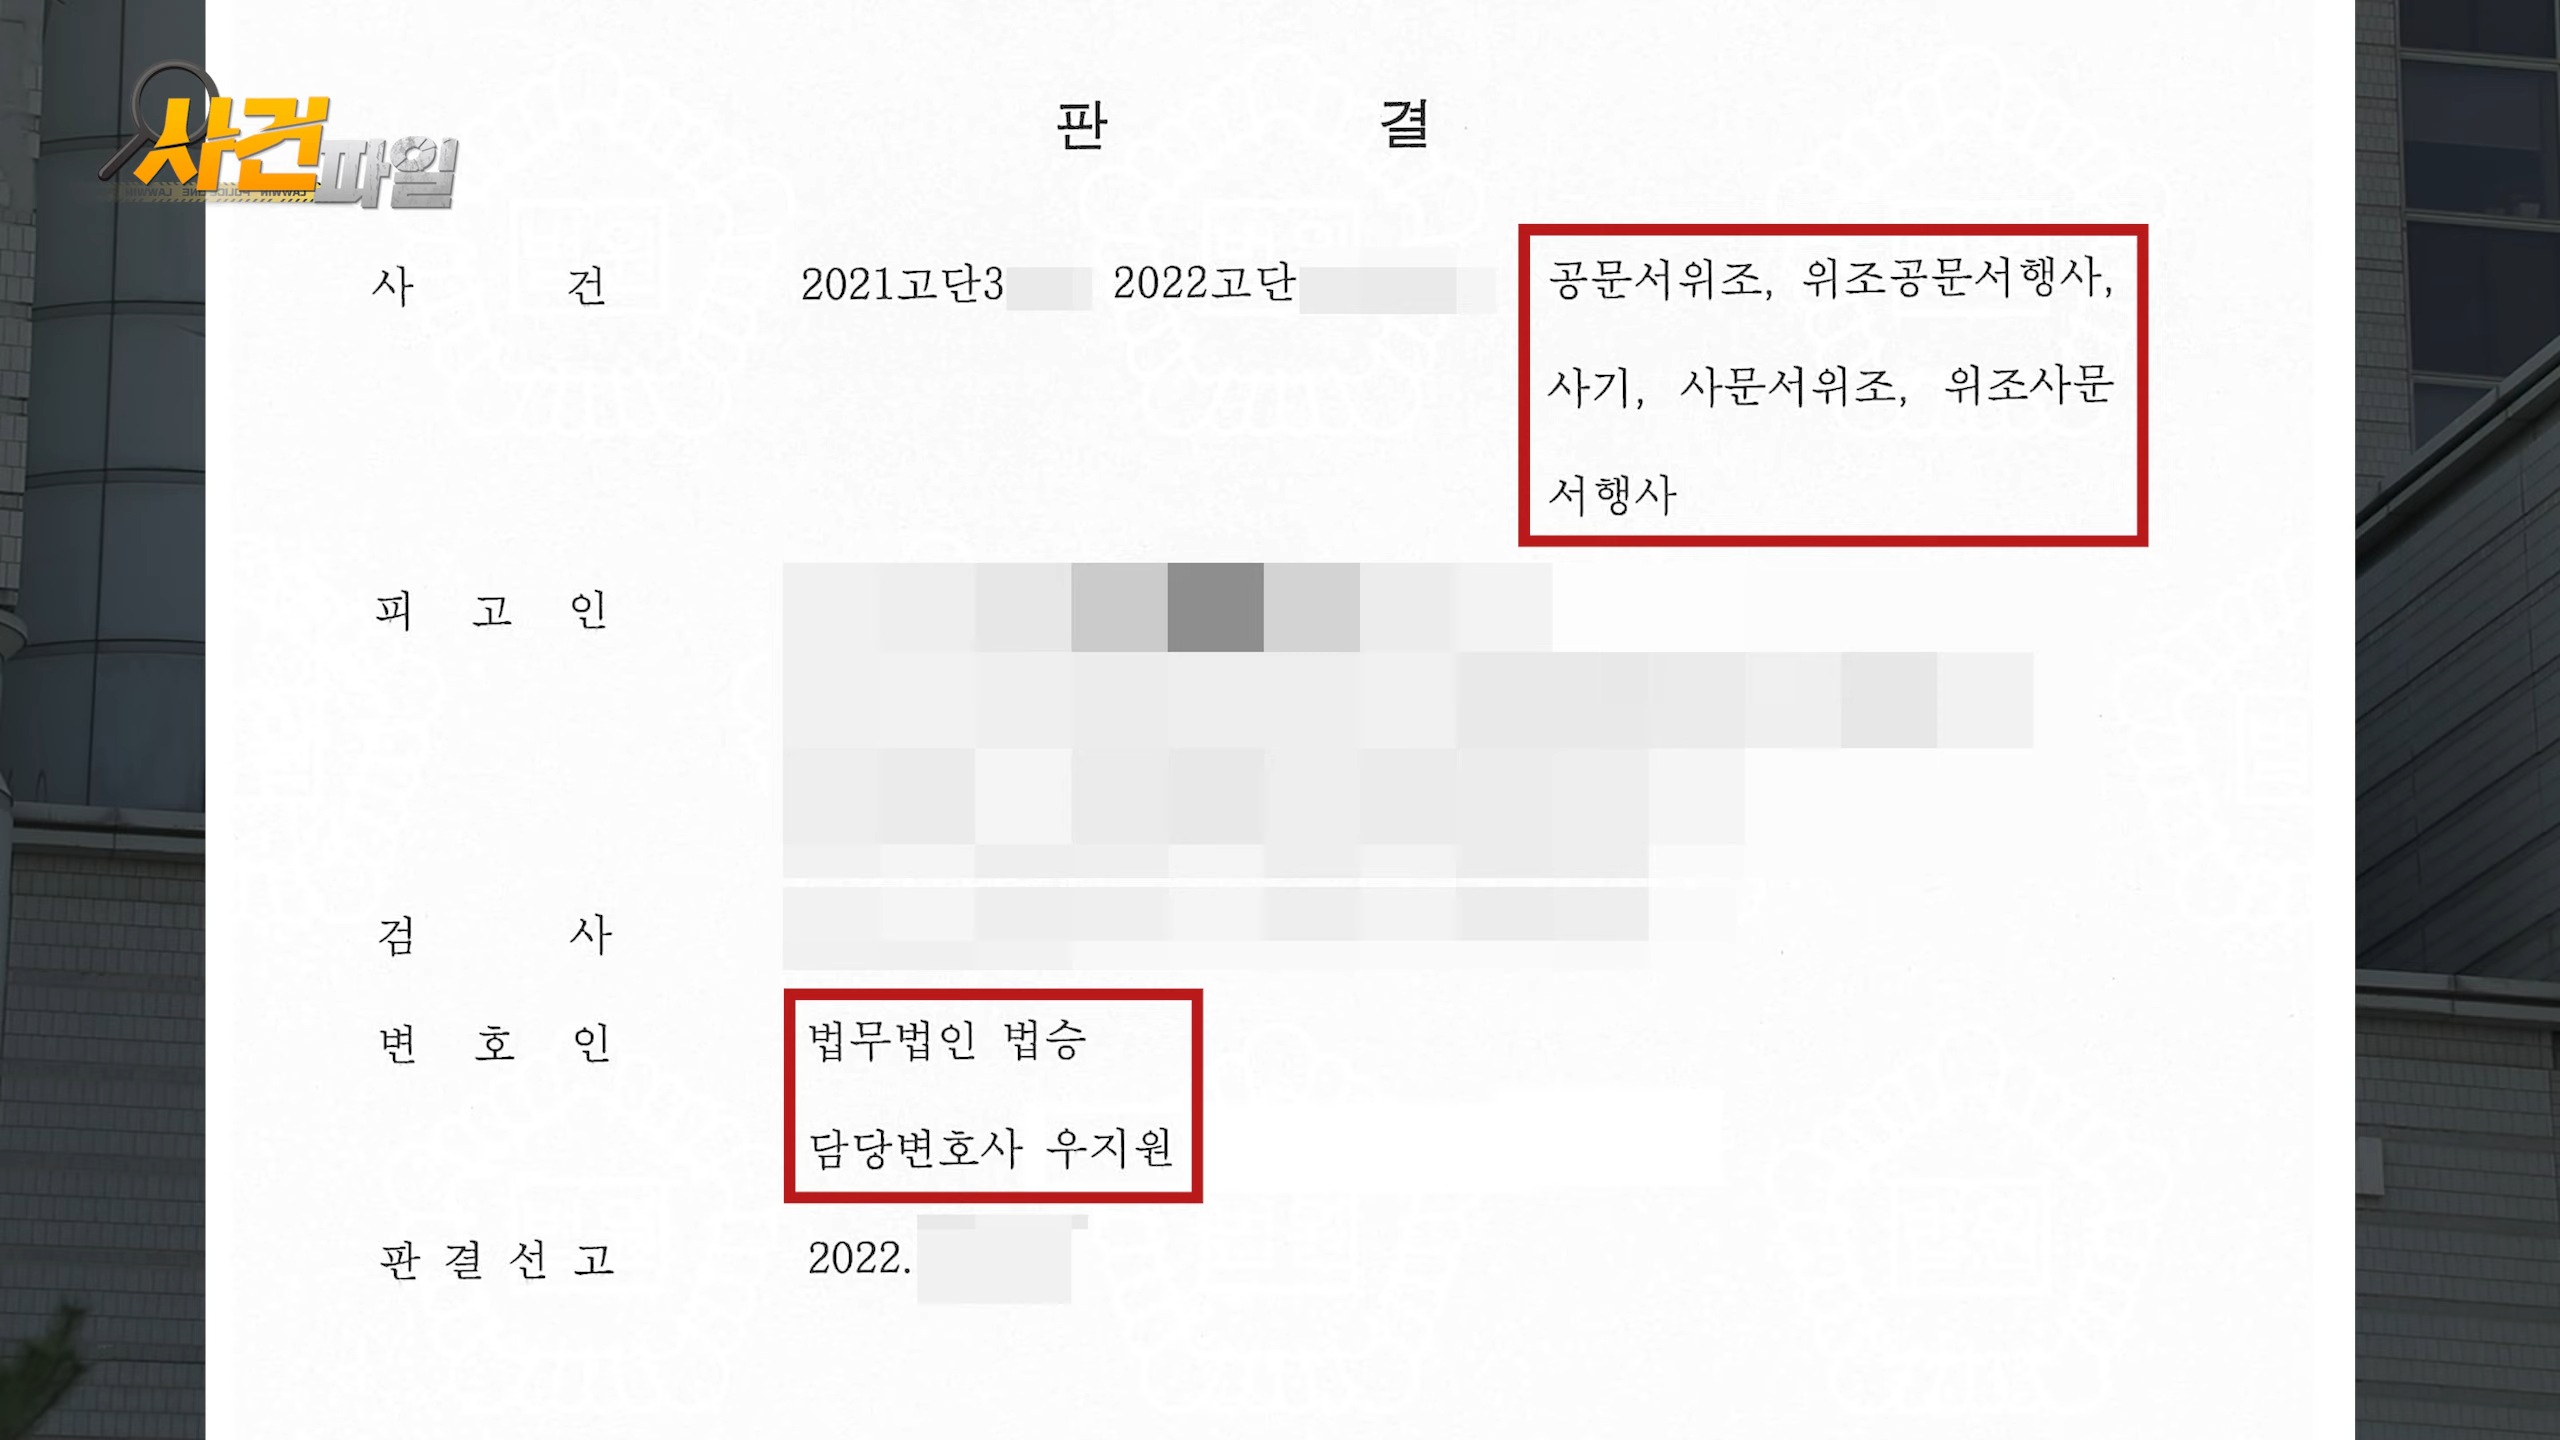 사건파일
판 결
사 건 2021고단3 2022고단 공문서위조, 위조공문서행사,
사기, 사문서위조, 위조사문
서행사
피 고 인
검 사
변 호 인 법무법인 법승
담당변호사 우지원
판 결 선 고 2022.